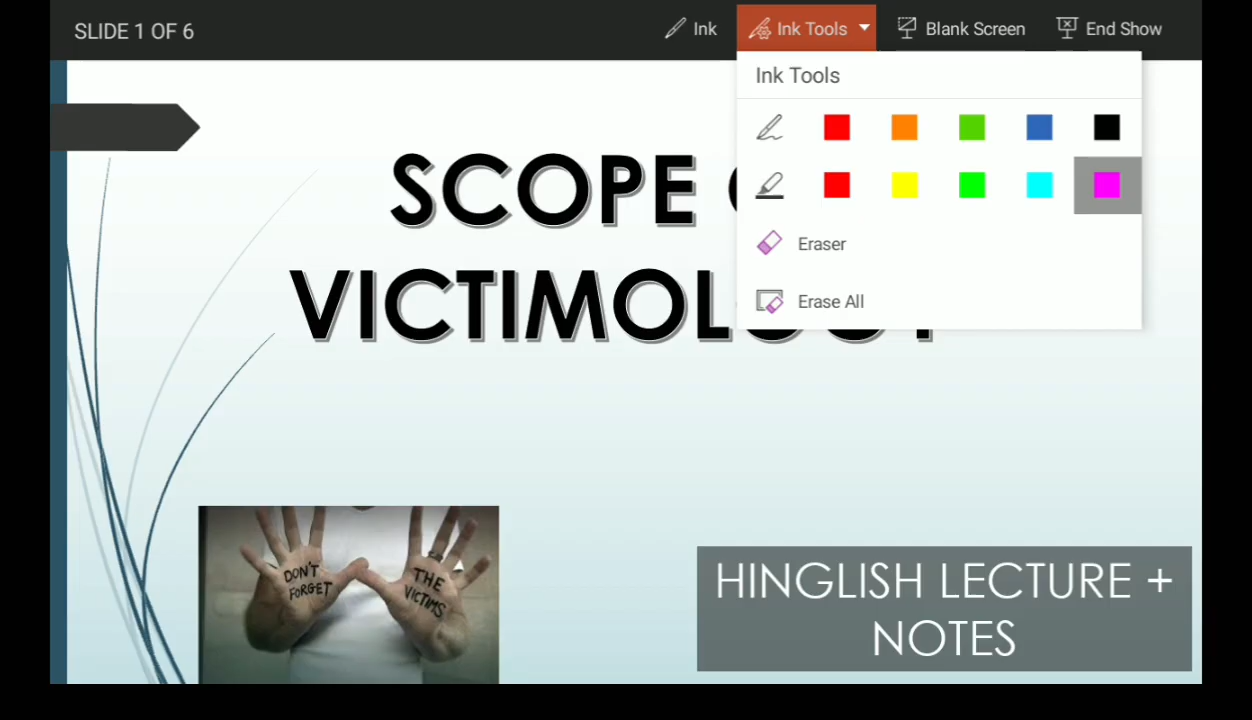 SLIDE 1 OF 6
Ink
Ink Tools
Blank Screen
End Show
Ink Tools
Eraser
Erase All
SCOPE
VICTIMOL
DON'T
FORGET
THE
VICTIMS
HINGLISH LECTURE +
NOTES